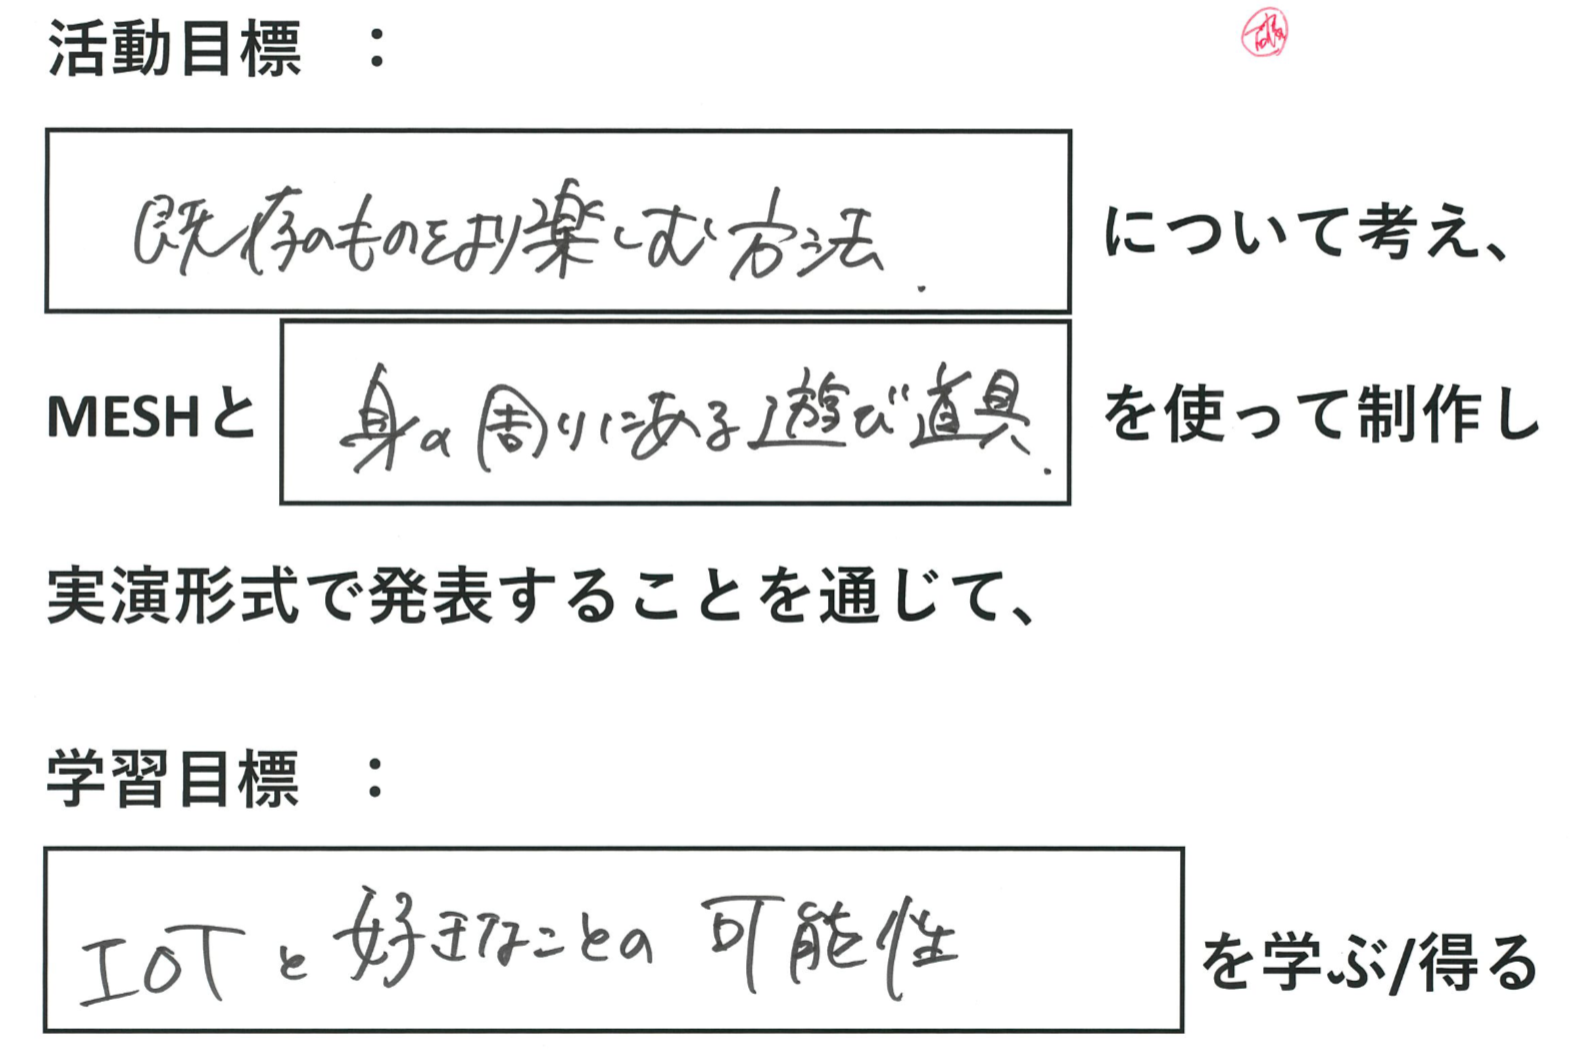 活動目標 :
既存のものをより楽しむ方法. について考え、
MESHと 身の周りにある遊び道具. を使って制作し
実演形式で発表することを通じて、
学習目標 :
IOTと好きなことの可能性 を学ぶ/得る